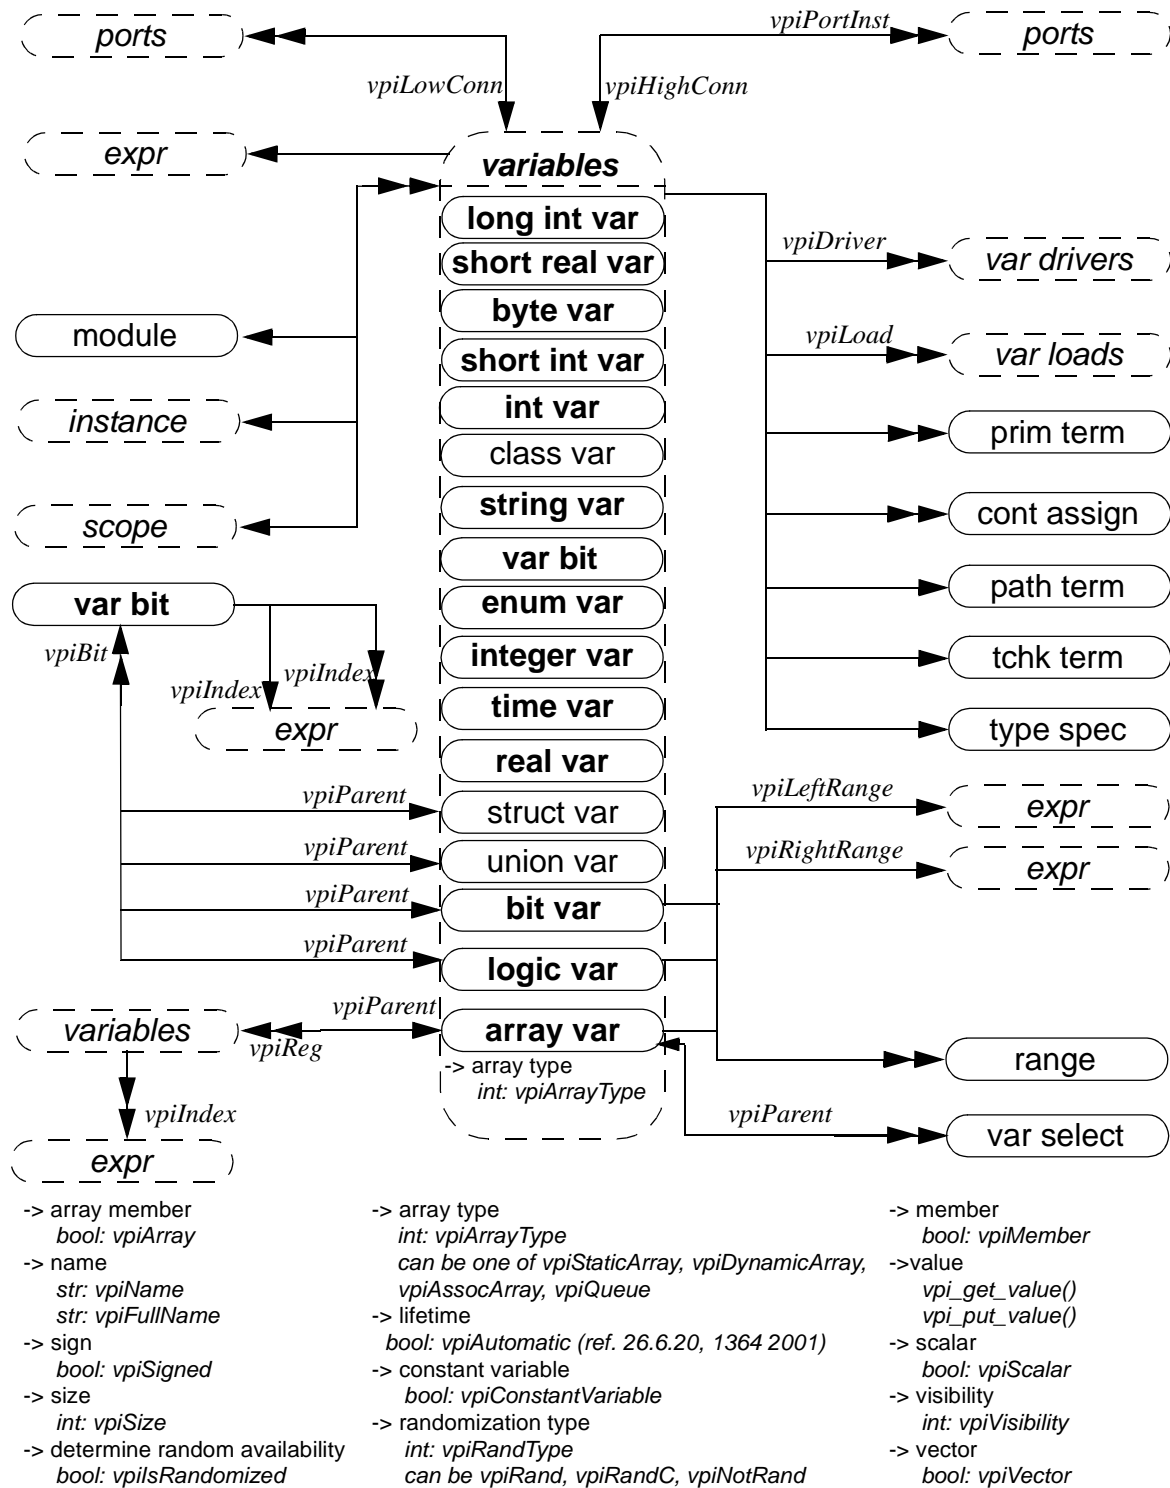 ports
vpiPortInst
ports
vpiLowConn
vpiHighConn
expr
variables
long int var
short real var
byte var
short int var
int var
class var
string var
var bit
enum var
integer var
time var
real var
struct var
union var
bit var
logic var
array var
-> array type
int: vpiArrayType
module
instance
scope
var bit
vpiBit
vpiIndex
vpiIndex
expr
vpiParent
vpiParent
vpiParent
vpiParent
vpiParent
variables
vpiReg
vpiIndex
expr
vpiDriver
var drivers
vpiLoad
var loads
prim term
cont assign
path term
tchk term
type spec
vpiLeftRange
expr
vpiRightRange
expr
range
vpiParent
var select
-> array member
bool: vpiArray
-> name
str: vpiName
str: vpiFullName
-> sign
bool: vpiSigned
-> size
int: vpiSize
-> determine random availability
bool: vpiIsRandomized
-> array type
int: vpiArrayType
can be one of vpiStaticArray, vpiDynamicArray,
vpiAssocArray, vpiQueue
-> lifetime
bool: vpiAutomatic (ref. 26.6.20, 1364 2001)
-> constant variable
bool: vpiConstantVariable
-> randomization type
int: vpiRandType
can be vpiRand, vpiRandC, vpiNotRand
-> member
bool: vpiMember
->value
vpi_get_value()
vpi_put_value()
-> scalar
bool: vpiScalar
-> visibility
int: vpiVisibility
-> vector
bool: vpiVector